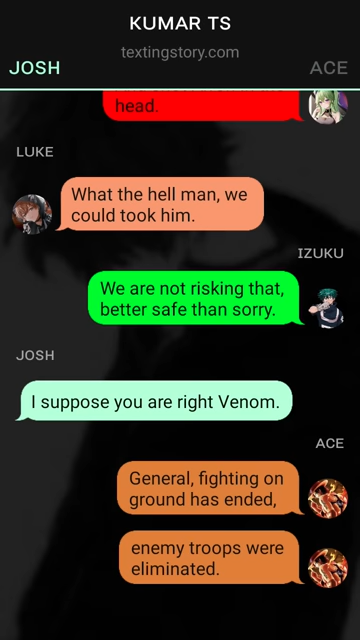 KUMAR TS
textingstory.com
JOSH
ACE
head.
LUKE
What the hell man, we
could took him.
IZUKU
We are not risking that,
better safe than sorry.
JOSH
I suppose you are right Venom.
ACE
General, fighting on
ground has ended,
enemy troops were
eliminated.